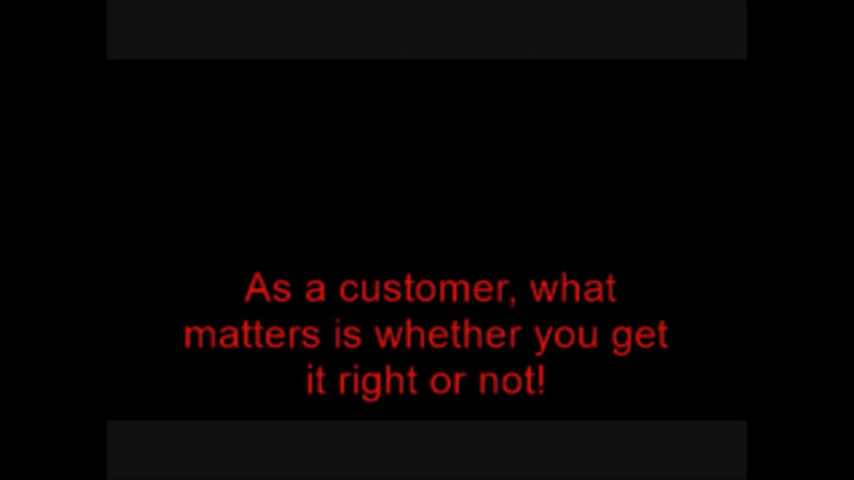 As a customer, what
matters is whether you get
it right or not!